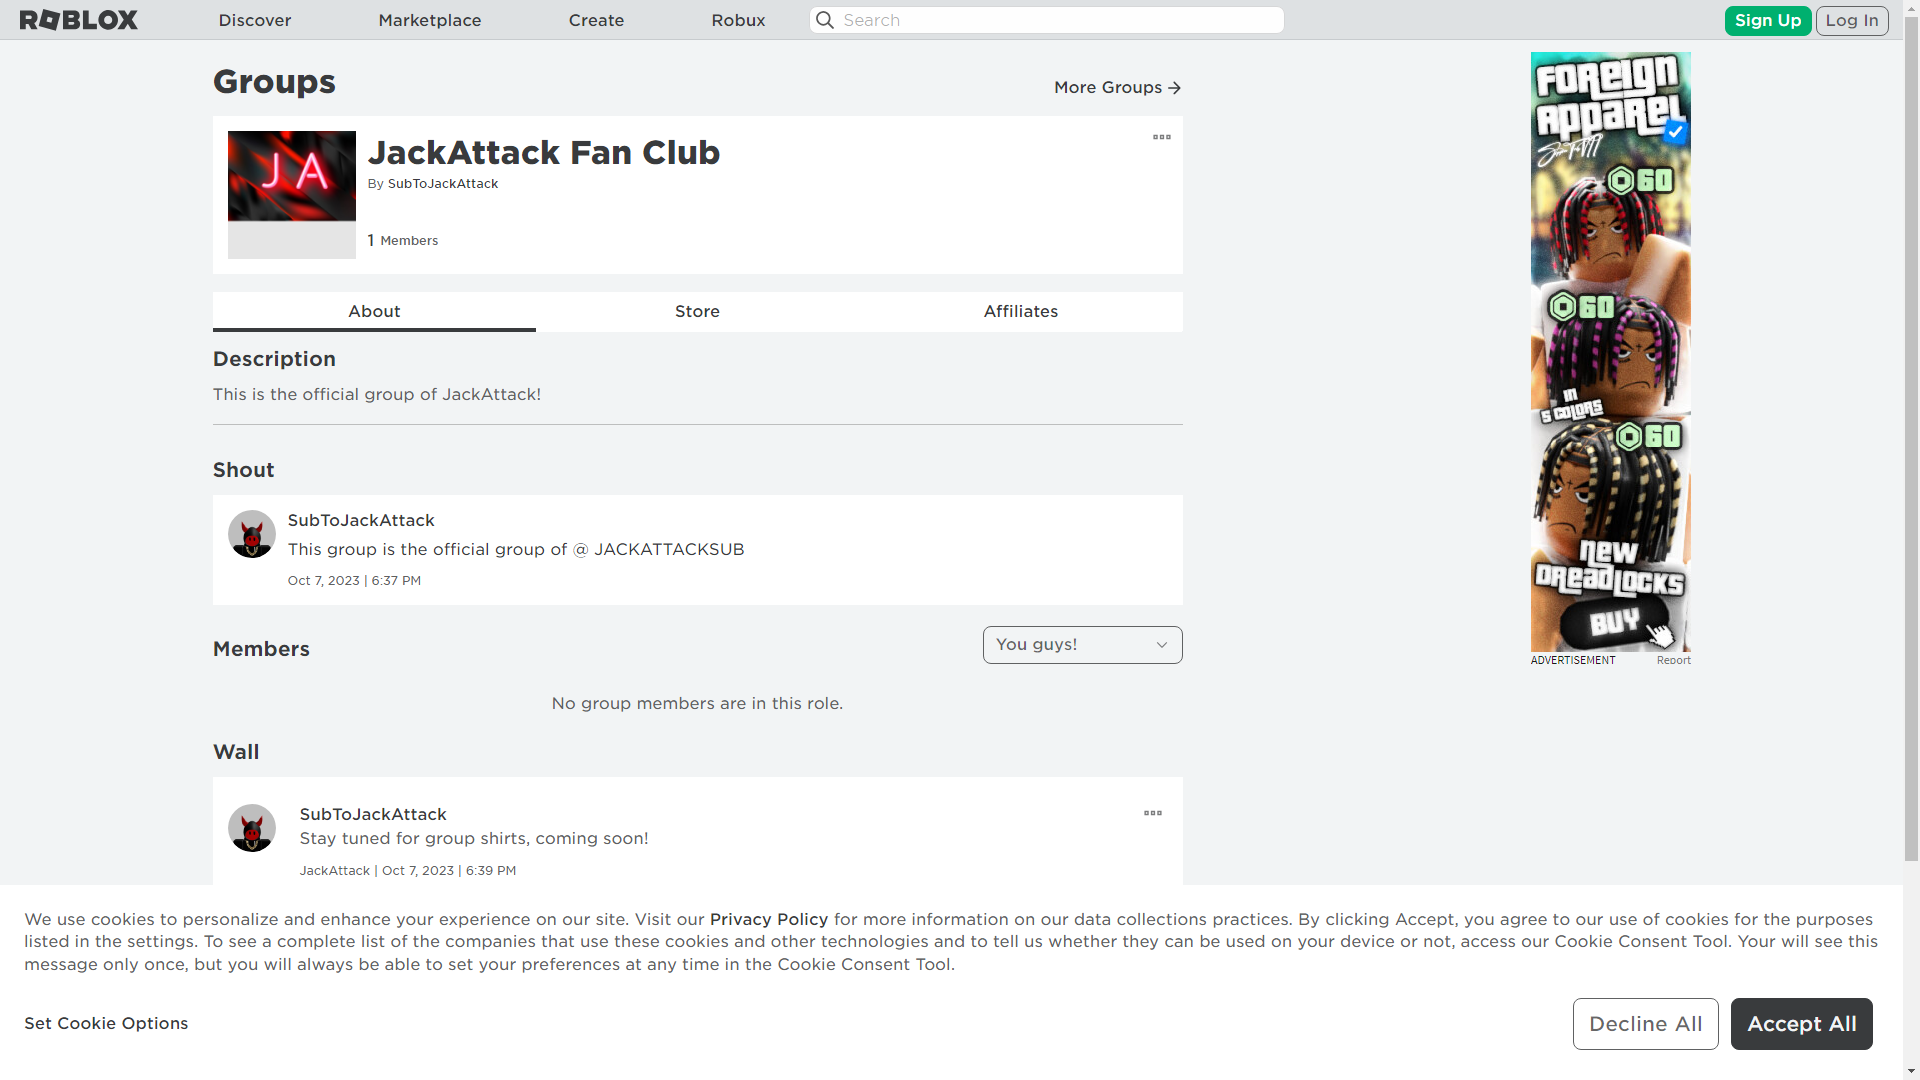 ROBLOX
Discover
Marketplace
Create
Robux
Search
Sign Up
Log In
Groups
More Groups
JA
JackAttack Fan Club
By SubToJackAttack
1 Members
About
Store
Affiliates
Description
This is the official group of JackAttack!
Shout
SubToJackAttack
This group is the official group of @ JACKATTACKSUB
Oct 7, 2023 | 6:37 PM
Members
You guys!
No group members are in this role.
Wall
SubToJackAttack
Stay tuned for group shirts, coming soon!
JackAttack | Oct 7, 2023 | 6:39 PM
FOREIGN
APPAREL
60
60
IN
5 COLORS
60
NEW
DREADLOCKS
BUY
ADVERTISEMENT
Report
We use cookies to personalize and enhance your experience on our site. Visit our Privacy Policy for more information on our data collections practices. By clicking Accept, you agree to our use of cookies for the purposes
listed in the settings. To see a complete list of the companies that use these cookies and other technologies and to tell us whether they can be used on your device or not, access our Cookie Consent Tool. Your will see this
message only once, but you will always be able to set your preferences at any time in the Cookie Consent Tool.
Set Cookie Options
Decline All
Accept All